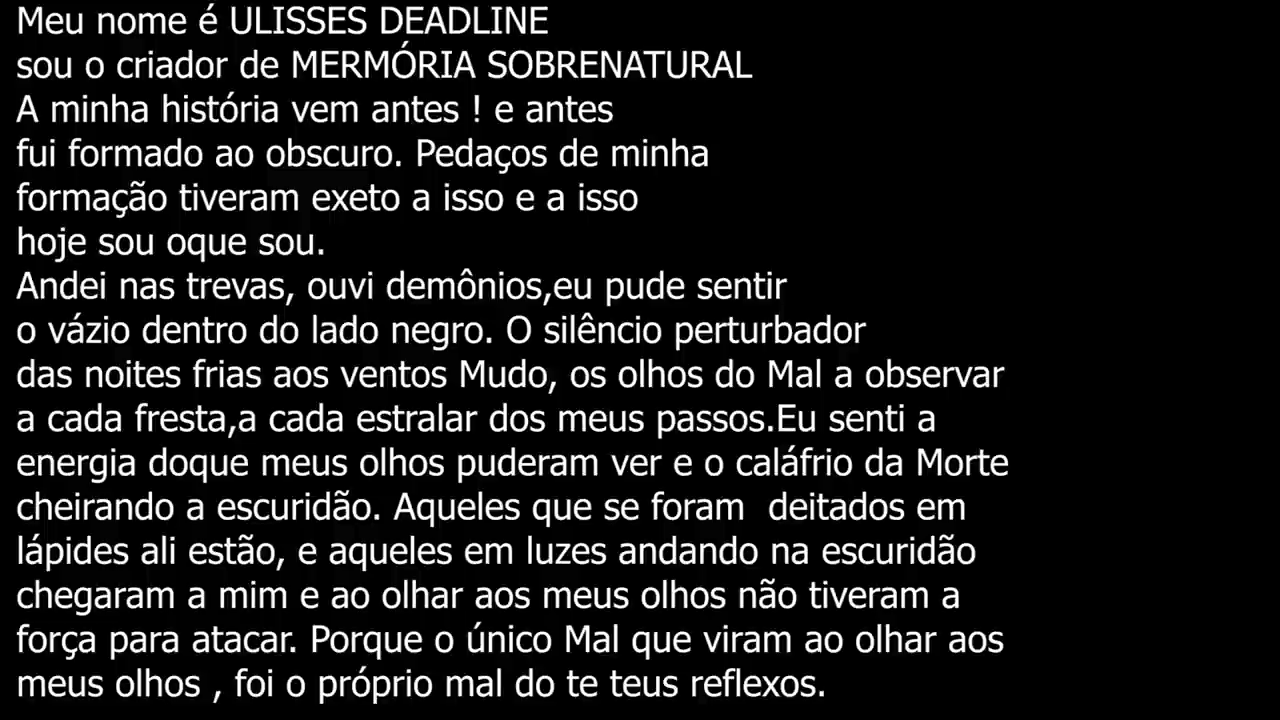 Meu nome é ULISSES DEADLINE
sou o criador de MERMÓRIA SOBRENATURAL
A minha história vem antes ! e antes
fui formado ao obscuro. Pedaços de minha
formação tiveram exeto a isso e a isso
hoje sou oque sou.
Andei nas trevas, ouvi demônios,eu pude sentir
o vázio dentro do lado negro. O silêncio perturbador
das noites frias aos ventos Mudo, os olhos do Mal a observar
a cada fresta,a cada estralar dos meus passos.Eu senti a
energia doque meus olhos puderam ver e o caláfrio da Morte
cheirando a escuridão. Aqueles que se foram  deitados em
lápides ali estão, e aqueles em luzes andando na escuridão
chegaram a mim e ao olhar aos meus olhos não tiveram a
força para atacar. Porque o único Mal que viram ao olhar aos
meus olhos , foi o próprio mal do te teus reflexos.